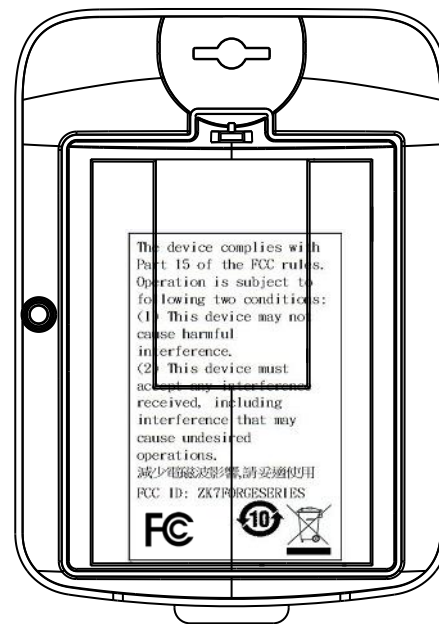 The device complies with
Part 15 of the FCC rules.
Operation is subject to
following two conditions:
(1) This device may not
cause harmful
interference.
(2) This device must
accept any interference
received, including
interference that may
cause undesired
operations.
減少電磁波影響,請妥適使用
FCC ID: ZK7FORGESERIES
FC 10